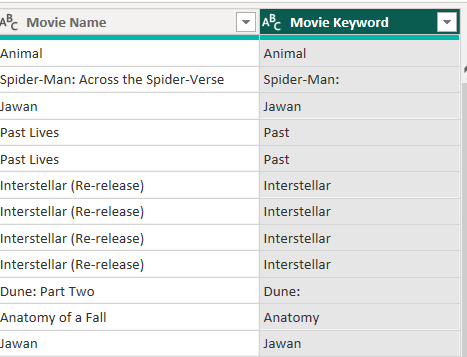 ABC Movie Name ABC Movie Keyword
Animal Animal
Spider-Man: Across the Spider-Verse Spider-Man:
Jawan Jawan
Past Lives Past
Past Lives Past
Interstellar (Re-release) Interstellar
Interstellar (Re-release) Interstellar
Interstellar (Re-release) Interstellar
Interstellar (Re-release) Interstellar
Dune: Part Two Dune:
Anatomy of a Fall Anatomy
Jawan Jawan